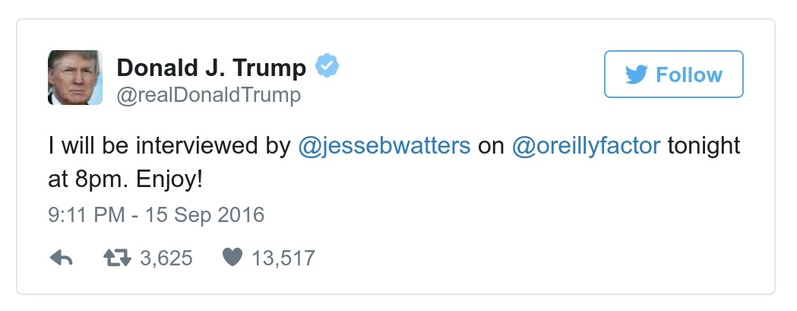 Donald J. Trump
@realDonaldTrump
Follow
I will be interviewed by @jessebwatters on @oreillyfactor tonight
at 8pm. Enjoy!
9:11 PM - 15 Sep 2016
3,625 13,517